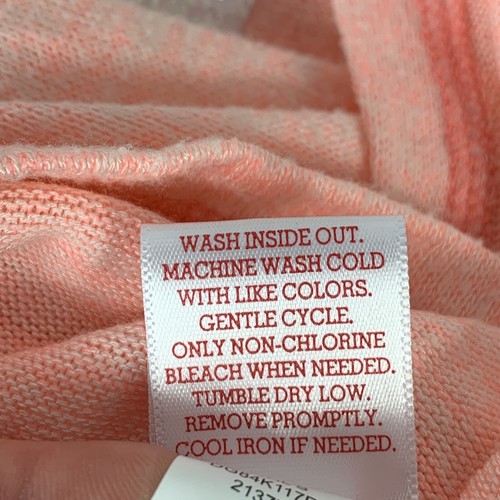 WASH INSIDE OUT.
MACHINE WASH COLD
WITH LIKE COLORS.
GENTLE CYCLE.
ONLY NON-CHLORINE
BLEACH WHEN NEEDED.
TUMBLE DRY LOW.
REMOVE PROMPTLY.
COOL IRON IF NEEDED.